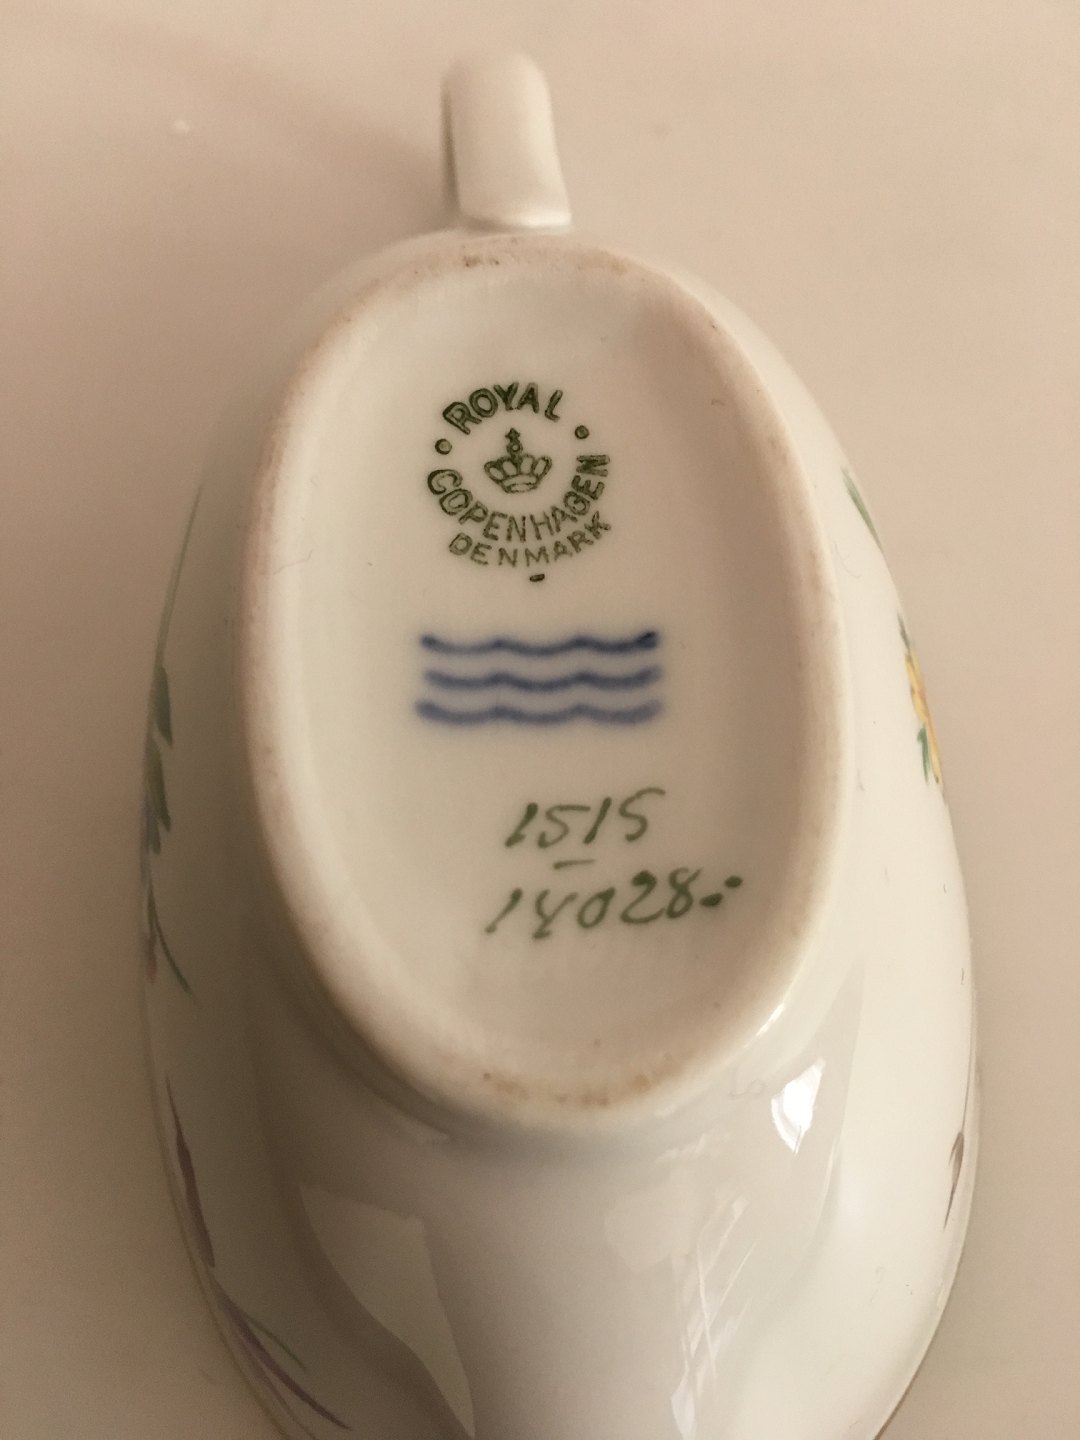 ROYAL
COPENHAGEN
DENMARK
1515
14028.